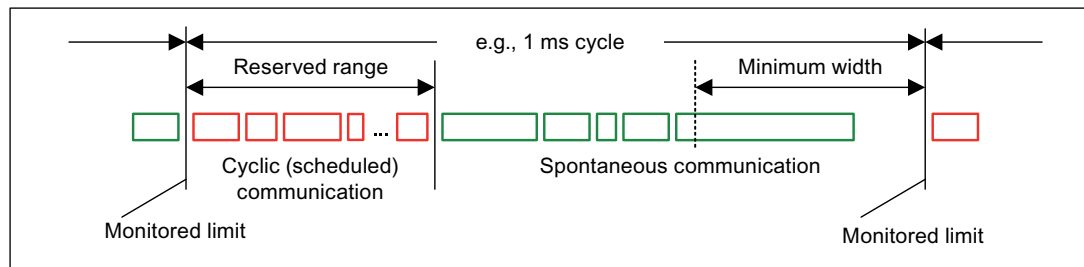 e.g., 1 ms cycle
Reserved range
Minimum width
...
Cyclic (scheduled)
communication
Spontaneous communication
Monitored limit
Monitored limit